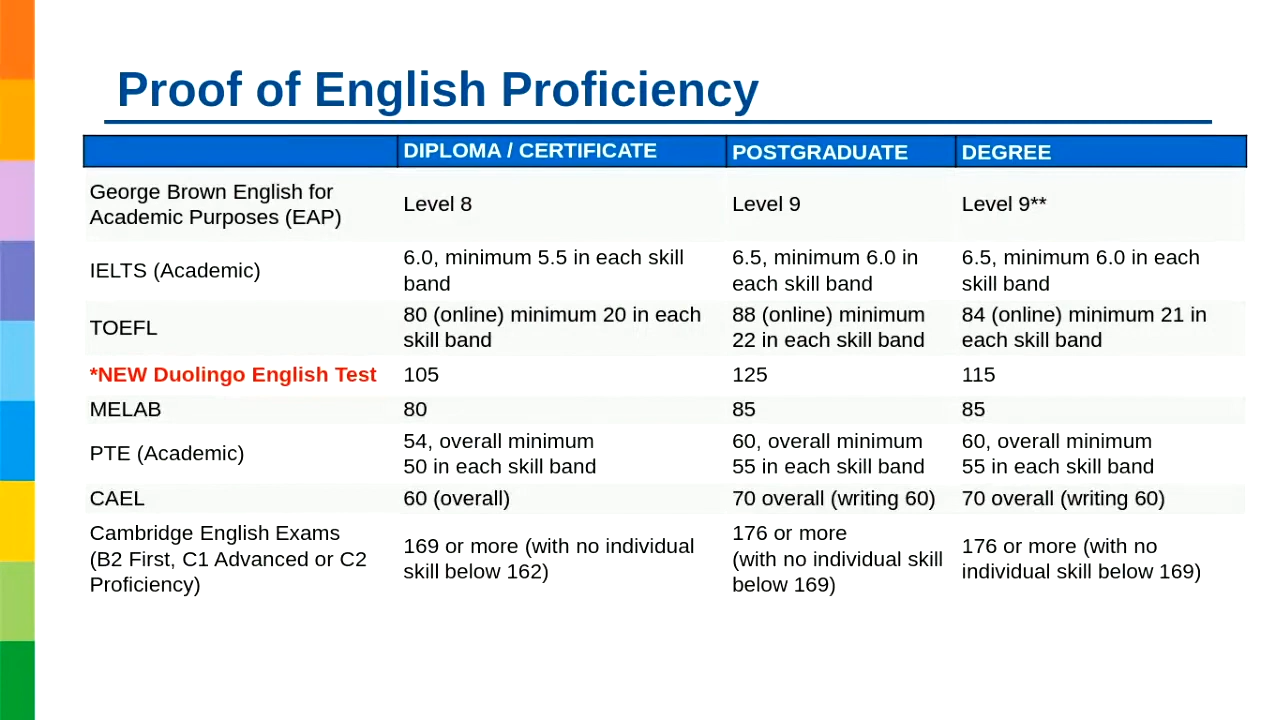 Proof of English Proficiency
DIPLOMA / CERTIFICATE
POSTGRADUATE
DEGREE
George Brown English for
Academic Purposes (EAP)
Level 8
Level 9
Level 9**
IELTS (Academic)
6.0, minimum 5.5 in each skill
band
6.5, minimum 6.0 in
each skill band
6.5, minimum 6.0 in each
skill band
TOEFL
80 (online) minimum 20 in each
skill band
88 (online) minimum
22 in each skill band
84 (online) minimum 21 in
each skill band
*NEW Duolingo English Test
105
125
115
MELAB
80
85
85
PTE (Academic)
54, overall minimum
50 in each skill band
60, overall minimum
55 in each skill band
60, overall minimum
55 in each skill band
CAEL
60 (overall)
70 overall (writing 60)
70 overall (writing 60)
Cambridge English Exams
(B2 First, C1 Advanced or C2
Proficiency)
169 or more (with no individual
skill below 162)
176 or more
(with no individual skill
below 169)
176 or more (with no
individual skill below 169)